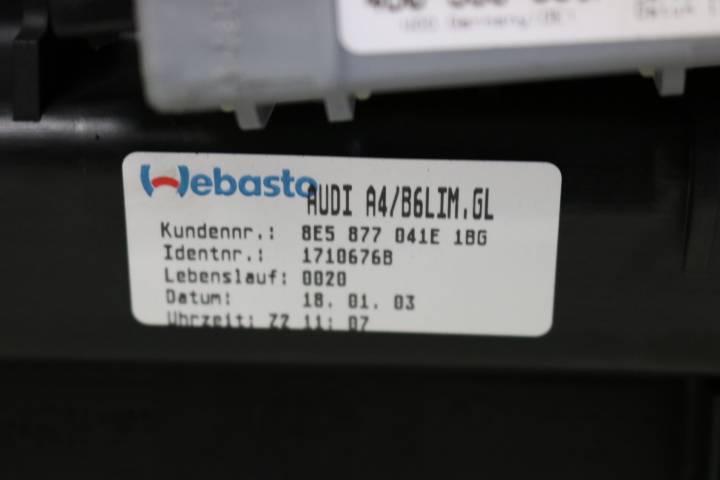 Webasto AUDI A4/B6LIM.GL
Kundennr.: 8E5 877 041E 1BG
Identnr.: 1710676B
Lebenslauf: 0020
Datum: 18. 01. 03
Uhrzeit: ZZ 11: 07